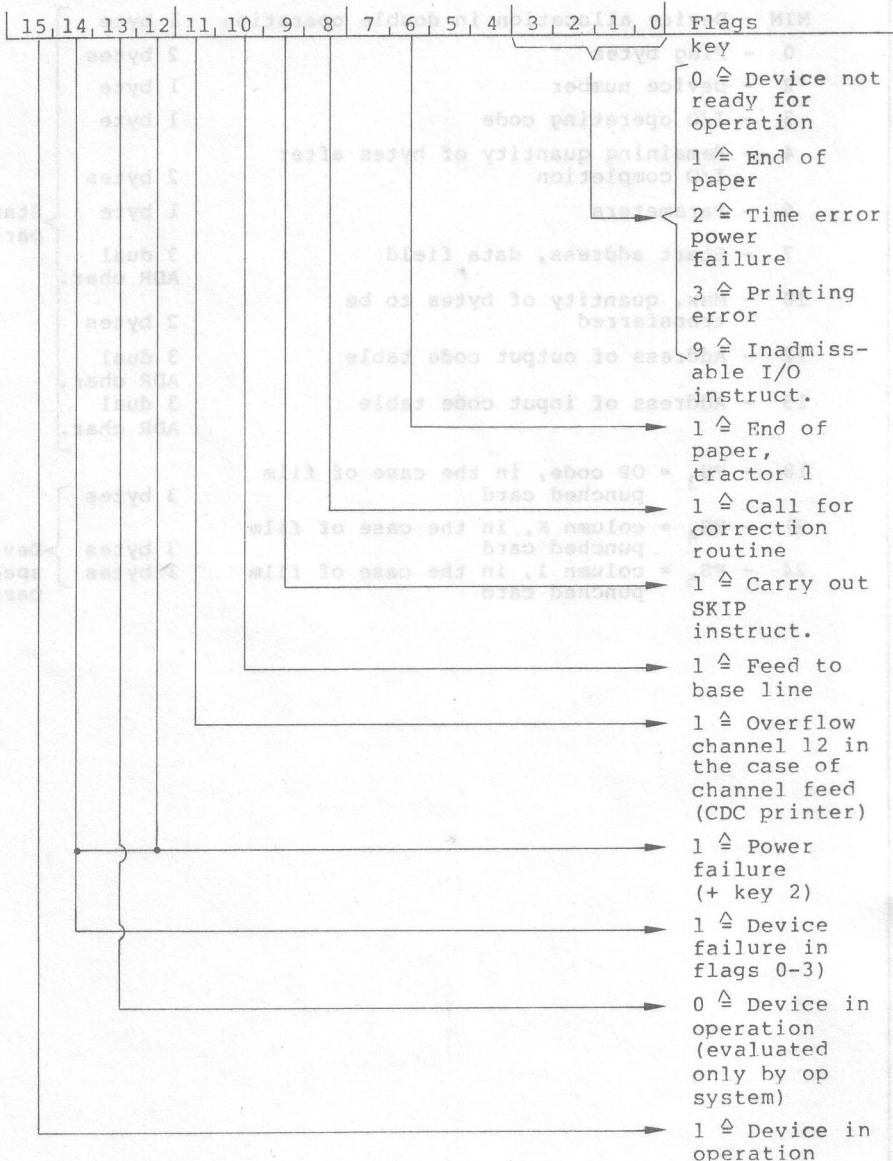 15 14 13 12 11 10 9 8 7 6 5 4 3 2 1 0 Flags
key
0 ≙ Device not
ready for
operation
1 ≙ End of
paper
2 ≙ Time error
power
failure
3 ≙ Printing
error
9 ≙ Inadmiss-
able I/O
instruct.
1 ≙ End of
paper,
tractor 1
1 ≙ Call for
correction
routine
1 ≙ Carry out
SKIP
instruct.
1 ≙ Feed to
base line
1 ≙ Overflow
channel 12 in
the case of
channel feed
(CDC printer)
1 ≙ Power
failure
(+ key 2)
1 ≙ Device
failure in
flags 0-3)
0 ≙ Device in
operation
(evaluated
only by op
system)
1 ≙ Device in
operation